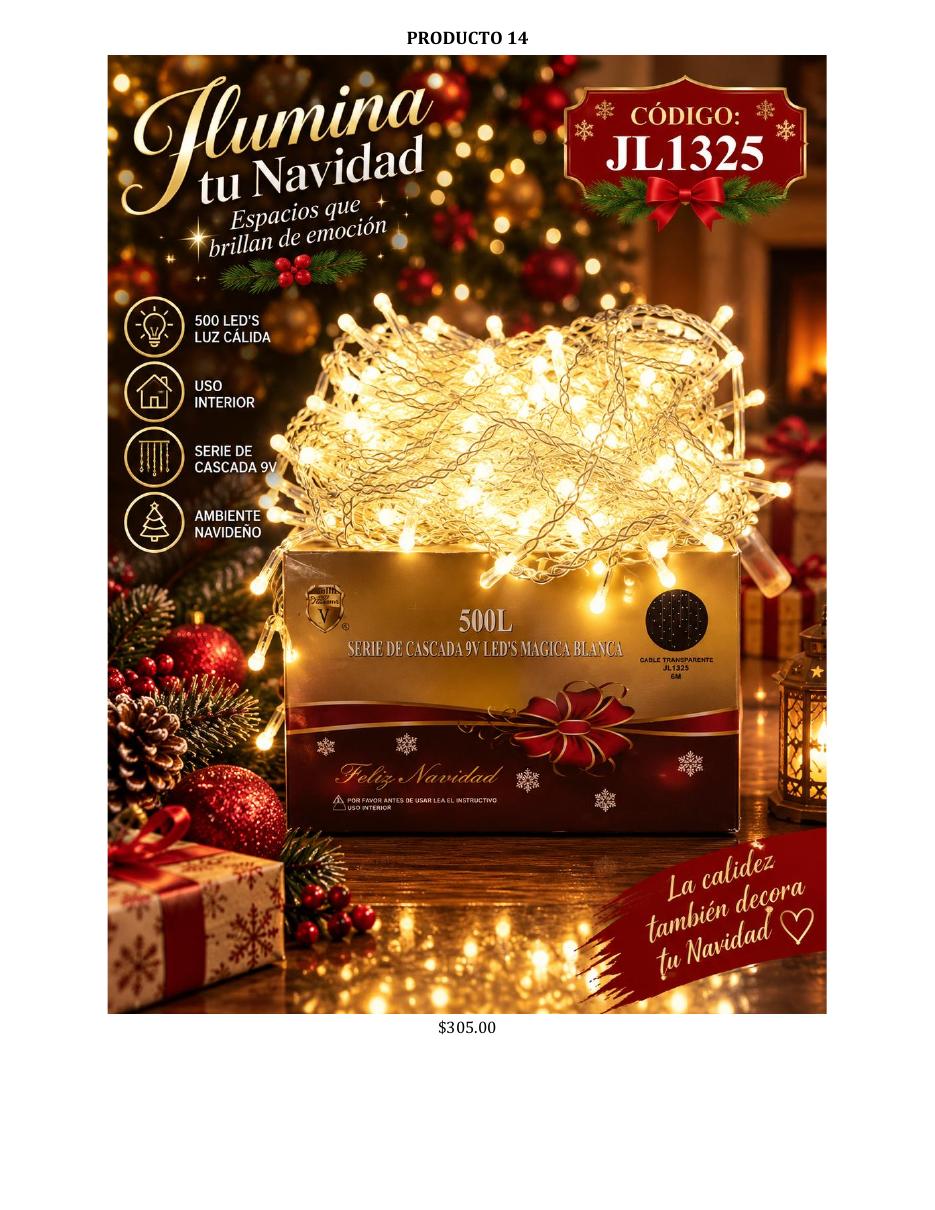 PRODUCTO 14
Ilumina
tu Navidad
Espacios que
brillan de emoción
CÓDIGO:
JL1325
500 LED'S
LUZ CÁLIDA
USO
INTERIOR
SERIE DE
CASCADA 9V
AMBIENTE
NAVIDEÑO
V
500L
SERIE DE CASCADA 9V LED'S MAGICA BLANCA
CABLE TRANSPARENTE
JL1325
6M
Feliz Navidad
POR FAVOR ANTES DE USAR LEA EL INSTRUCTIVO
USO INTERIOR
La calidez
también decora
tu Navidad
$305.00